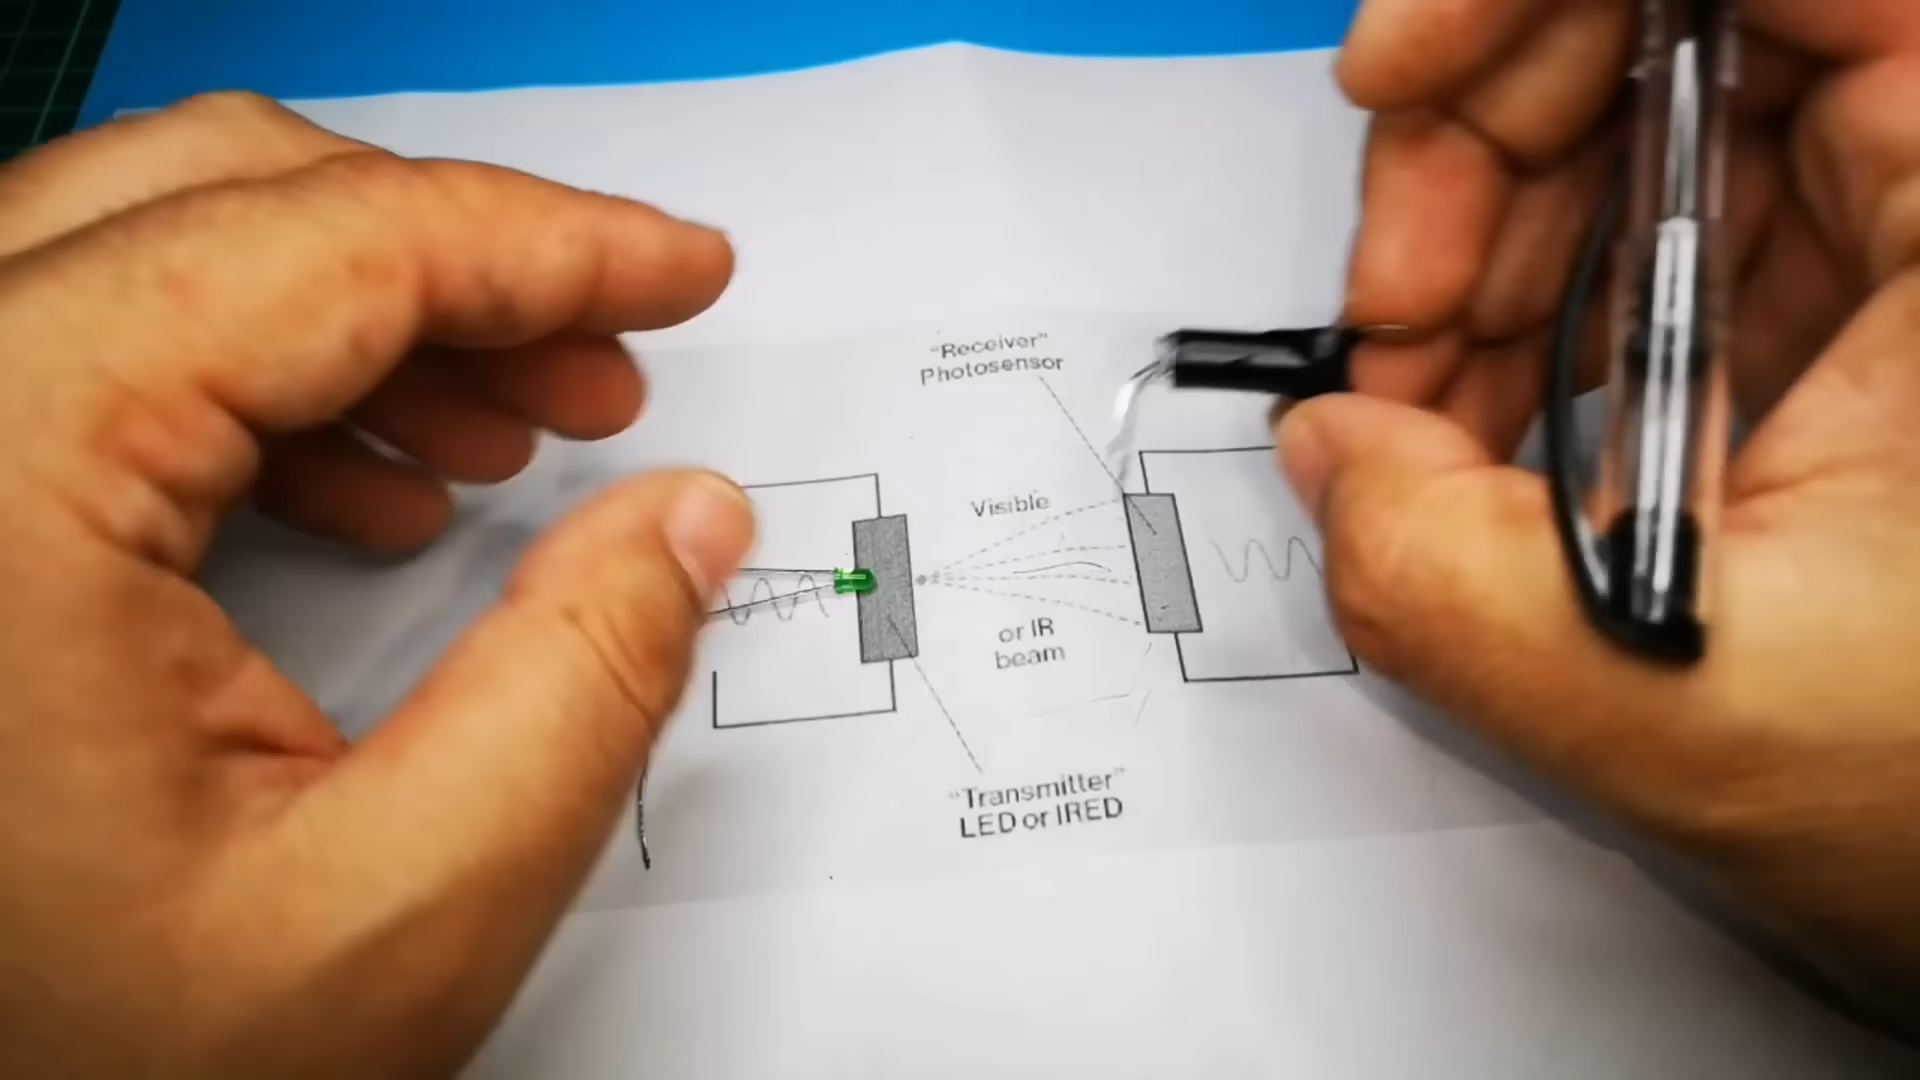 "Receiver"
Photosensor
Visible
or IR
beam
"Transmitter"
LED or IRED